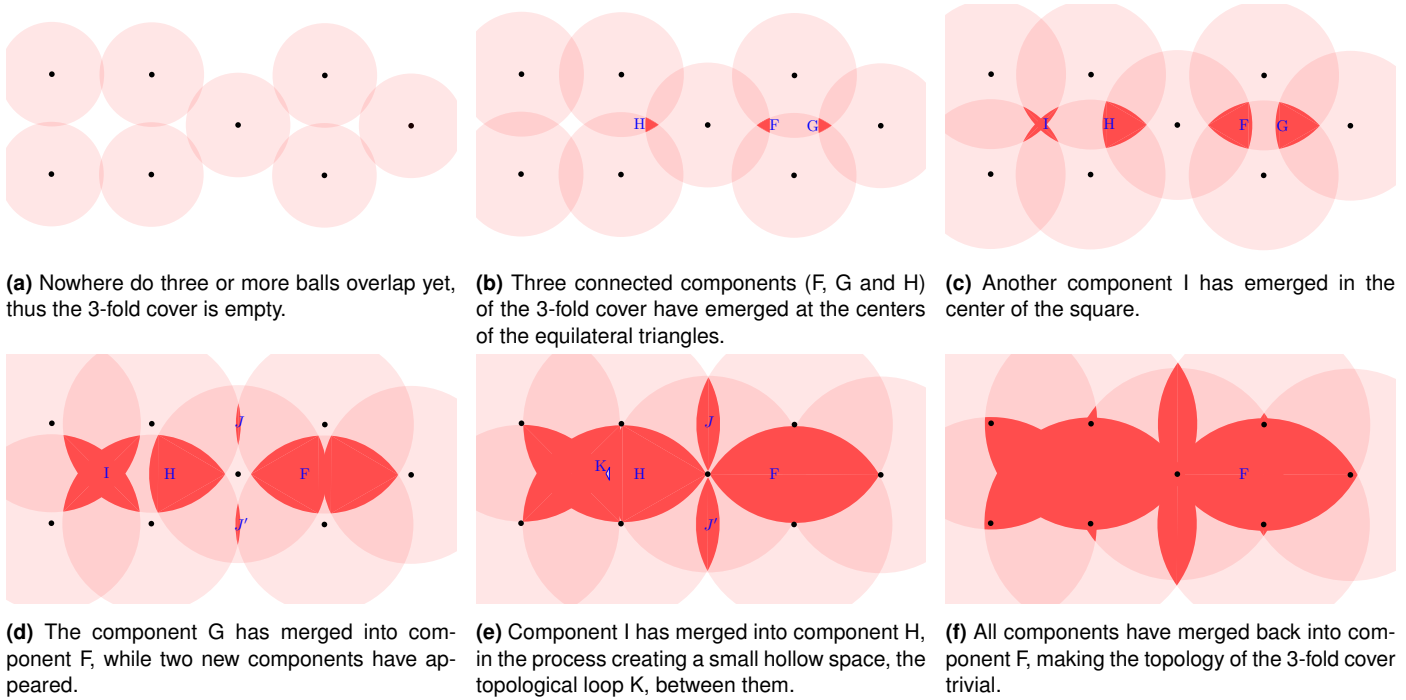 H
F
G
I
H
F
G
(a) Nowhere do three or more balls overlap yet,
thus the 3-fold cover is empty.
(b) Three connected components (F, G and H)
of the 3-fold cover have emerged at the centers
of the equilateral triangles.
(c) Another component I has emerged in the
center of the square.
J
I
H
F
J′
J
K
H
F
J′
F
(d) The component G has merged into com-
ponent F, while two new components have ap-
peared.
(e) Component I has merged into component H,
in the process creating a small hollow space, the
topological loop K, between them.
(f) All components have merged back into com-
ponent F, making the topology of the 3-fold cover
trivial.